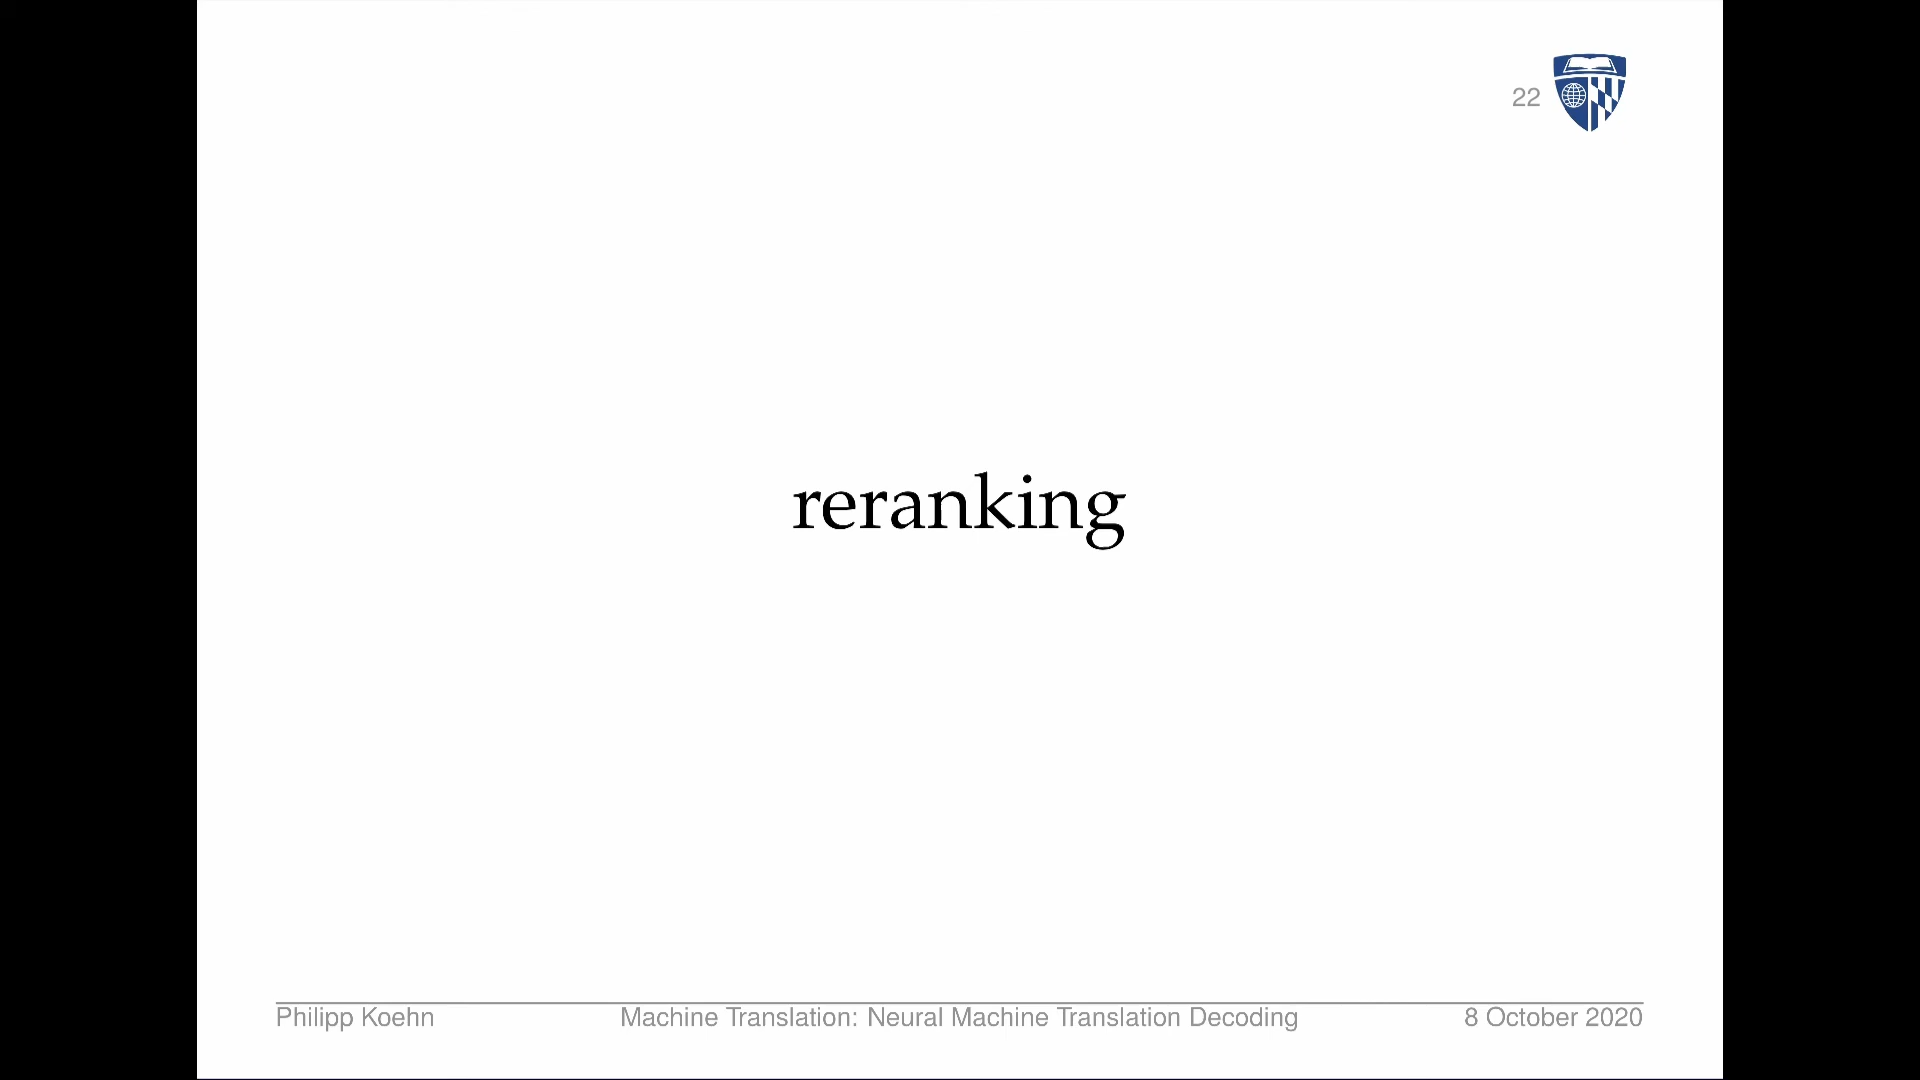 22
reranking
Philipp Koehn
Machine Translation: Neural Machine Translation Decoding
8 October 2020